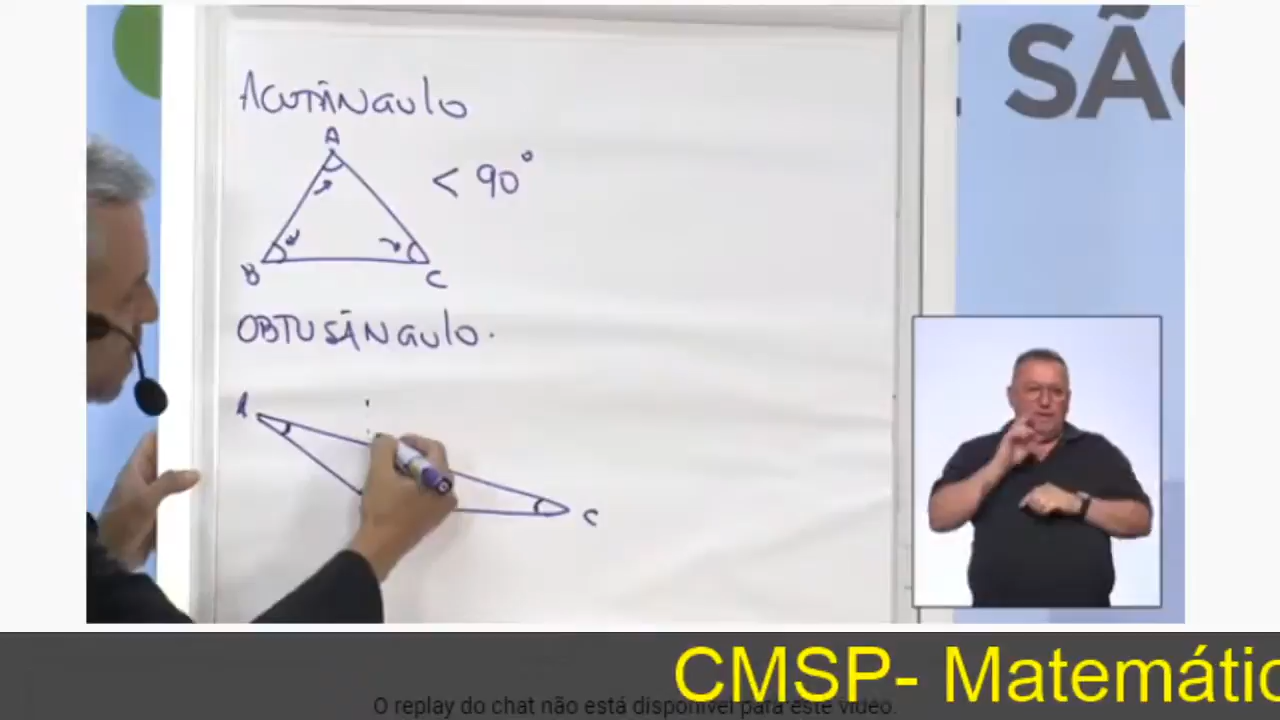 SÃO
ACUTÂNGULO
A
< 90°
B
C
OBTUSÂNGULO.
A
C
CMSP- Matemátic
O replay do chat não está disponível para este vídeo.